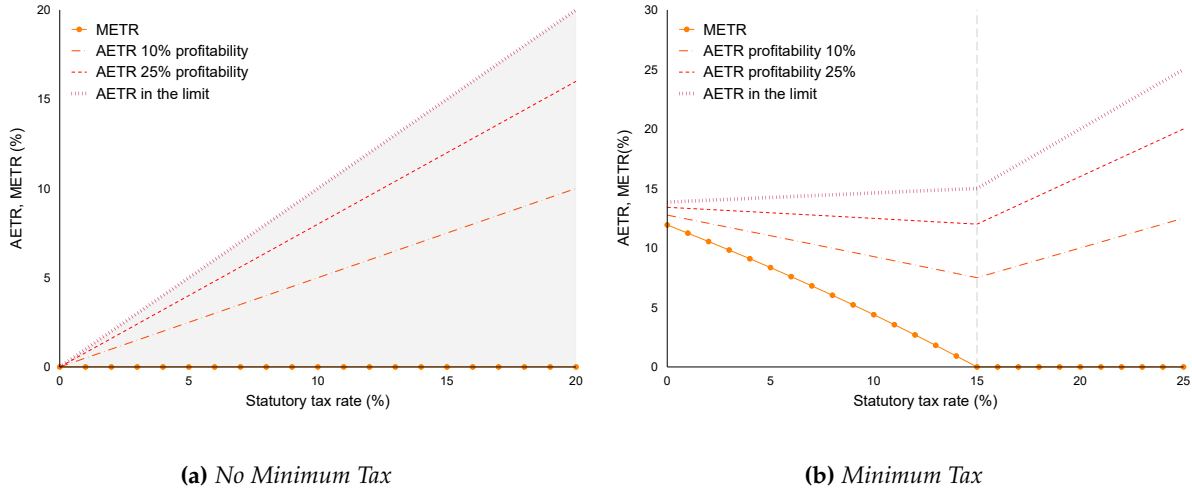 20
15
10
5
0
AETR, METR (%)
METR
AETR 10% profitability
AETR 25% profitability
AETR in the limit
0 5 10 15 20
Statutory tax rate (%)
(a) No Minimum Tax
30
25
20
15
10
5
0
AETR, METR(%)
METR
AETR profitability 10%
AETR profitability 25%
AETR in the limit
0 5 10 15 20 25
Statutory tax rate (%)
(b) Minimum Tax